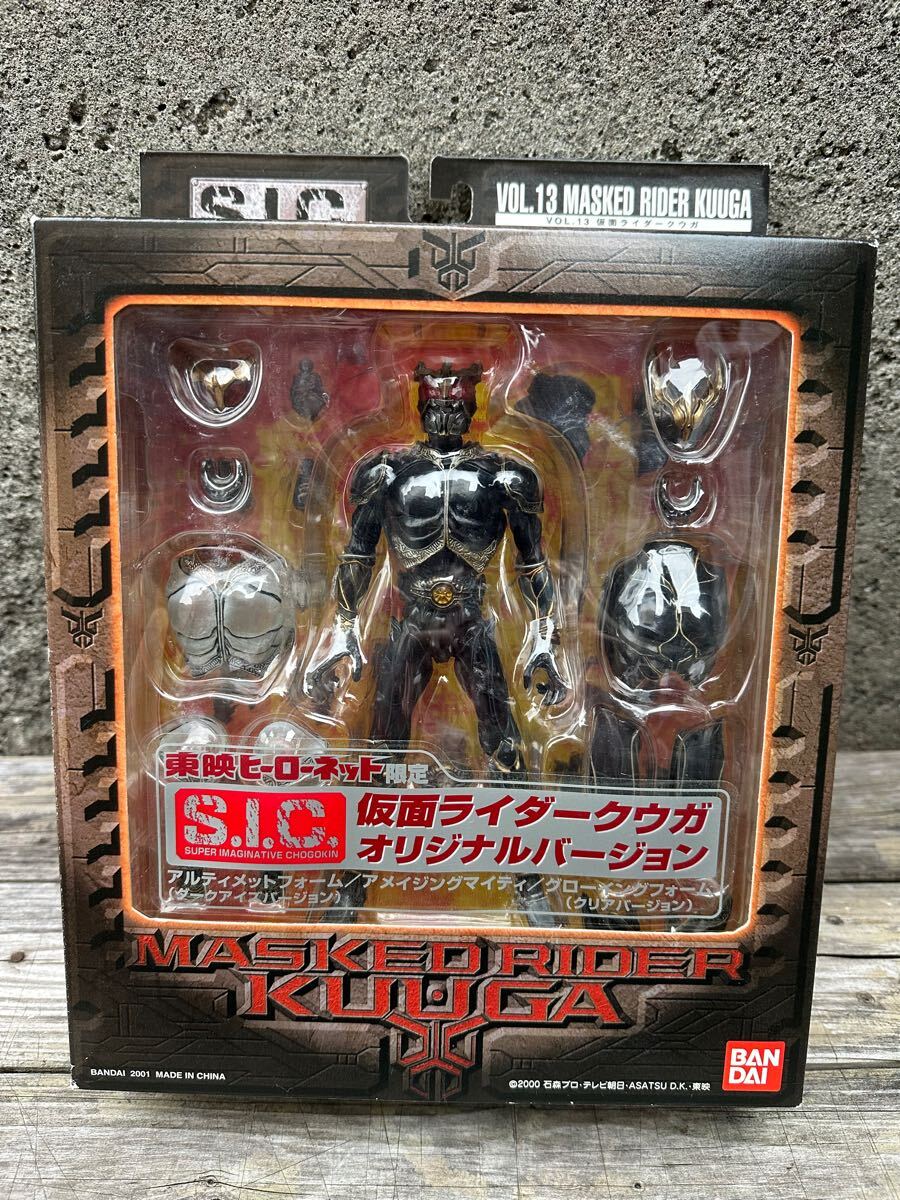 S.I.C.
VOL.13 MASKED RIDER KUUGA
VOL.13 仮面ライダークウガ
東映ヒーローネット限定
S.I.C.
SUPER IMAGINATIVE CHOGOKIN
仮面ライダークウガ
オリジナルバージョン
アルティメットフォーム/アメイジングマイティ/グローイングフォーム
(ダークアイズバージョン)
(クリアバージョン)
MASKED RIDER
KUUGA
BANDAI 2001 MADE IN CHINA
©2000 石森プロ・テレビ朝日・ASATSU D.K.・東映
BAN
DAI